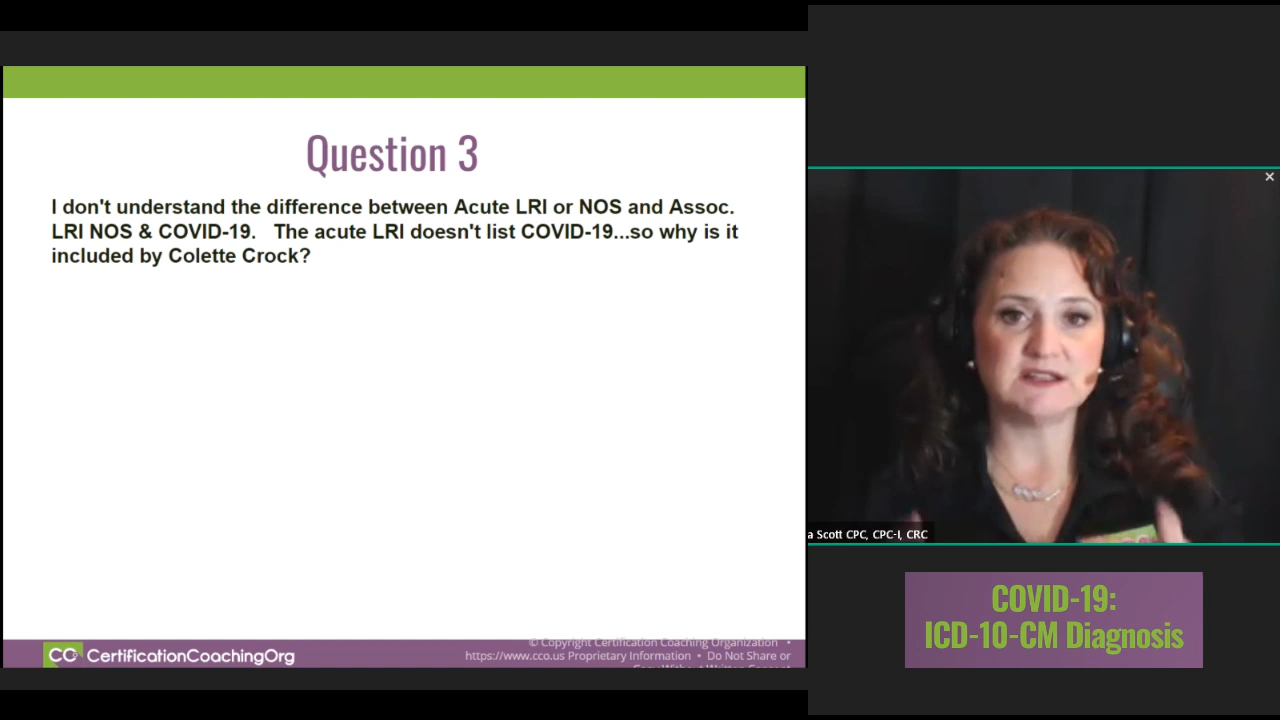 Question 3
I don't understand the difference between Acute LRI or NOS and Assoc.
LRI NOS & COVID-19. The acute LRI doesn't list COVID-19...so why is it
included by Colette Crock?
CCO CertificationCoachingOrg
© Copyright Certification Coaching Organization •
https://www.cco.us Proprietary Information • Do Not Share or
a Scott CPC, CPC-I, CRC
COVID-19:
ICD-10-CM Diagnosis